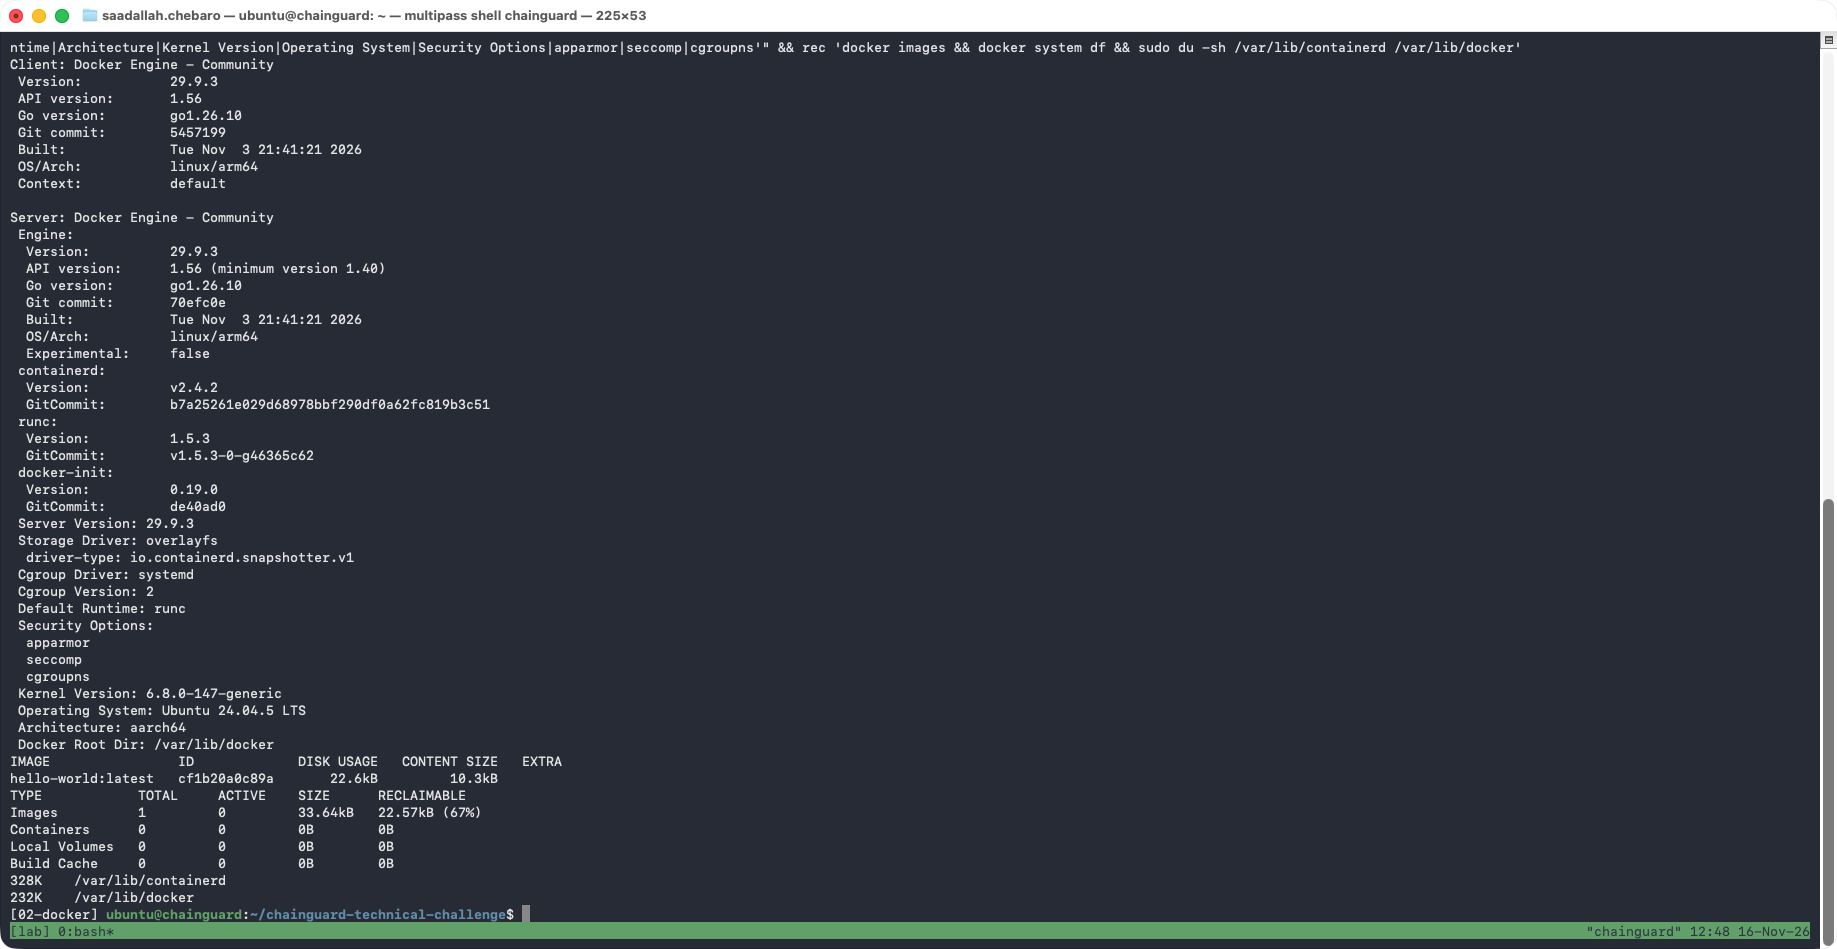 saadallah.chebaro — ubuntu@chainguard: ~ — multipass shell chainguard — 225×53
ntime|Architecture|Kernel Version|Operating System|Security Options|apparmor|seccomp|cgroupns'" && rec 'docker images && docker system df && sudo du -sh /var/lib/containerd /var/lib/docker'
Client: Docker Engine - Community
 Version:           29.9.3
 API version:       1.56
 Go version:        go1.26.10
 Git commit:        5457199
 Built:             Tue Nov  3 21:41:21 2026
 OS/Arch:           linux/arm64
 Context:           default

Server: Docker Engine - Community
 Engine:
  Version:          29.9.3
  API version:      1.56 (minimum version 1.40)
  Go version:       go1.26.10
  Git commit:       70efc0e
  Built:            Tue Nov  3 21:41:21 2026
  OS/Arch:          linux/arm64
  Experimental:     false
 containerd:
  Version:          v2.4.2
  GitCommit:        b7a25261e029d68978bbf290df0a62fc819b3c51
 runc:
  Version:          1.5.3
  GitCommit:        v1.5.3-0-g46365c62
 docker-init:
  Version:          0.19.0
  GitCommit:        de40ad0
 Server Version: 29.9.3
 Storage Driver: overlayfs
  driver-type: io.containerd.snapshotter.v1
 Cgroup Driver: systemd
 Cgroup Version: 2
 Default Runtime: runc
 Security Options:
  apparmor
  seccomp
  cgroupns
 Kernel Version: 6.8.0-147-generic
 Operating System: Ubuntu 24.04.5 LTS
 Architecture: aarch64
 Docker Root Dir: /var/lib/docker
IMAGE                ID             DISK USAGE   CONTENT SIZE   EXTRA
hello-world:latest   cf1b20a0c89a       22.6kB         10.3kB
TYPE            TOTAL     ACTIVE    SIZE      RECLAIMABLE
Images          1         0         33.64kB   22.57kB (67%)
Containers      0         0         0B        0B
Local Volumes   0         0         0B        0B
Build Cache     0         0         0B        0B
328K    /var/lib/containerd
232K    /var/lib/docker
[02-docker] ubuntu@chainguard:~/chainguard-technical-challenge$
[lab] 0:bash* "chainguard" 12:48 16-Nov-26